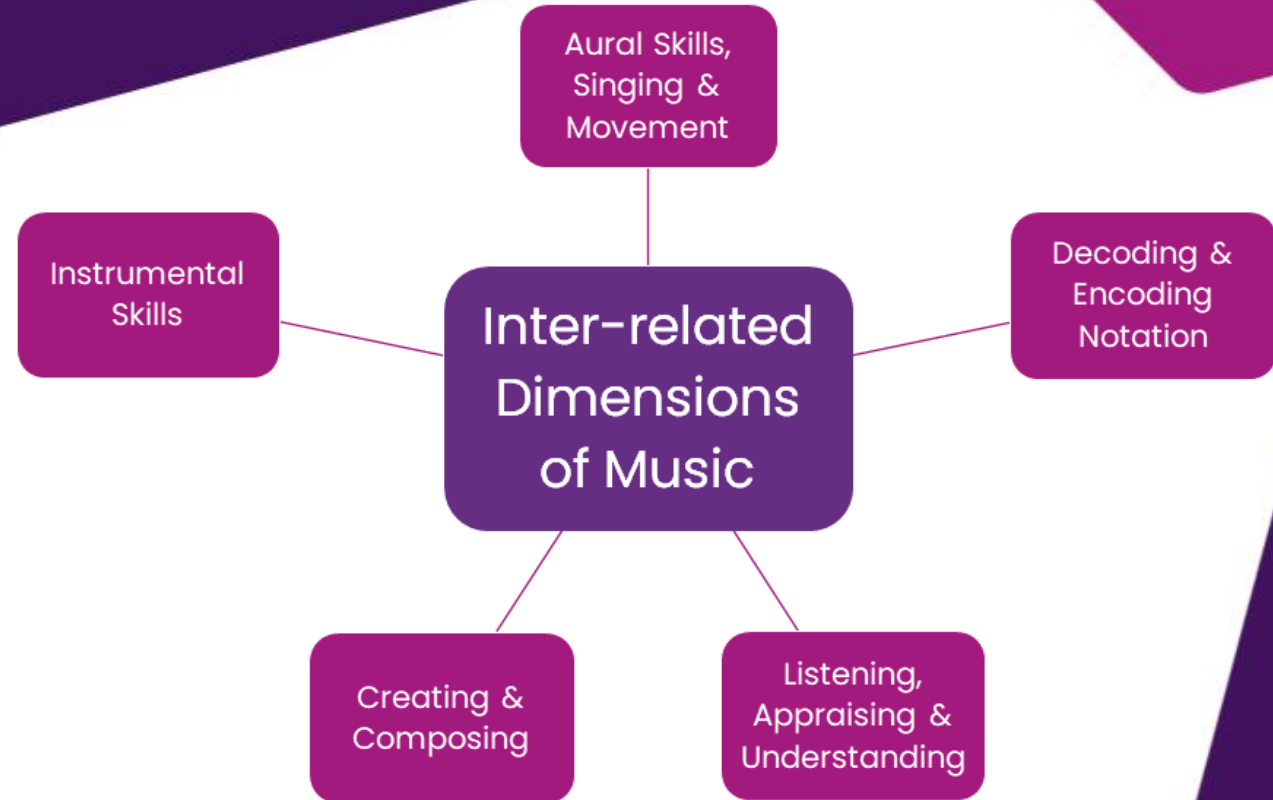 Aural Skills,
Singing &
Movement
Instrumental
Skills
Decoding &
Encoding
Notation
Inter-related
Dimensions
of Music
Creating &
Composing
Listening,
Appraising &
Understanding